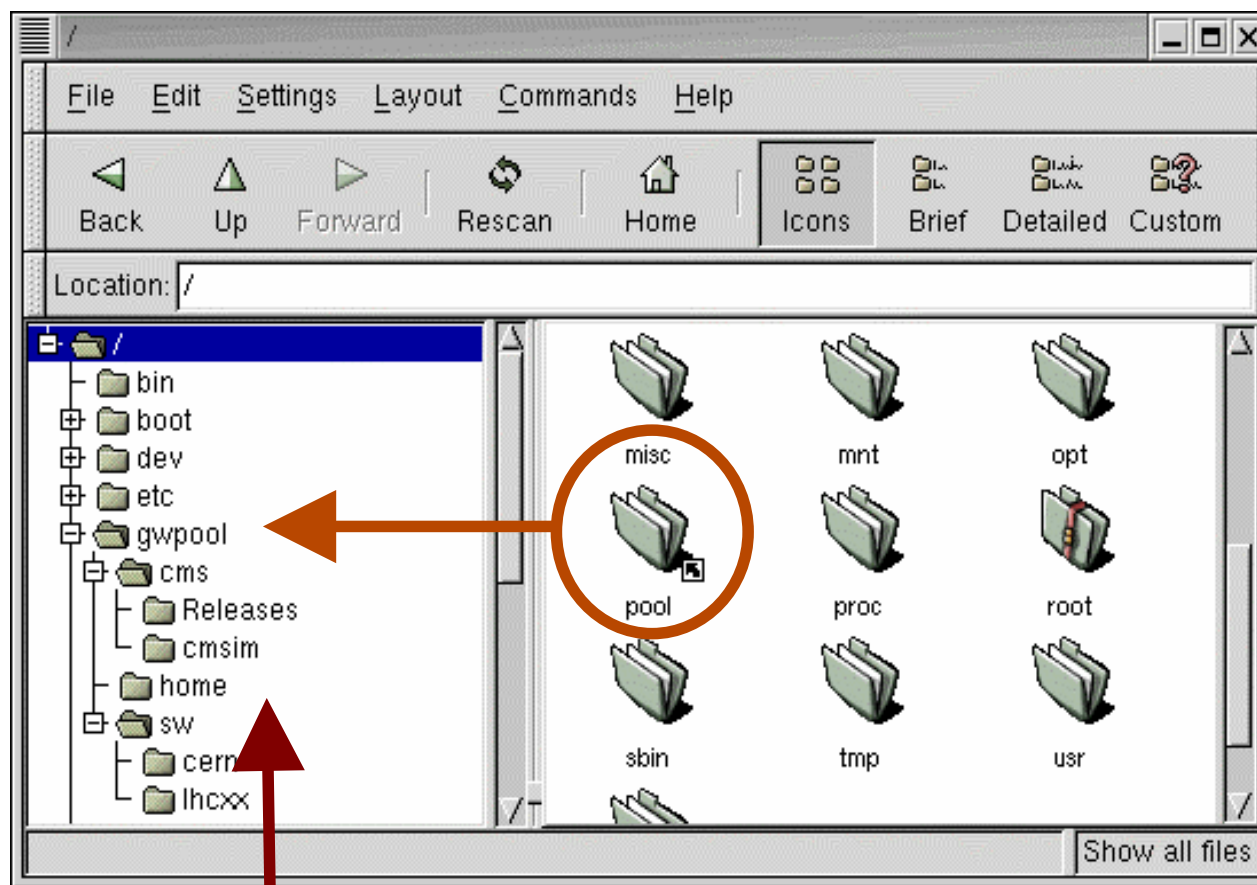 /
File Edit Settings Layout Commands Help
Back Up Forward Rescan Home Icons Brief Detailed Custom
Location: /
/
bin
boot
dev
etc
gwpool
cms
Releases
cmsim
home
sw
cern
lhcxx
misc mnt opt
pool proc root
sbin tmp usr
Show all files